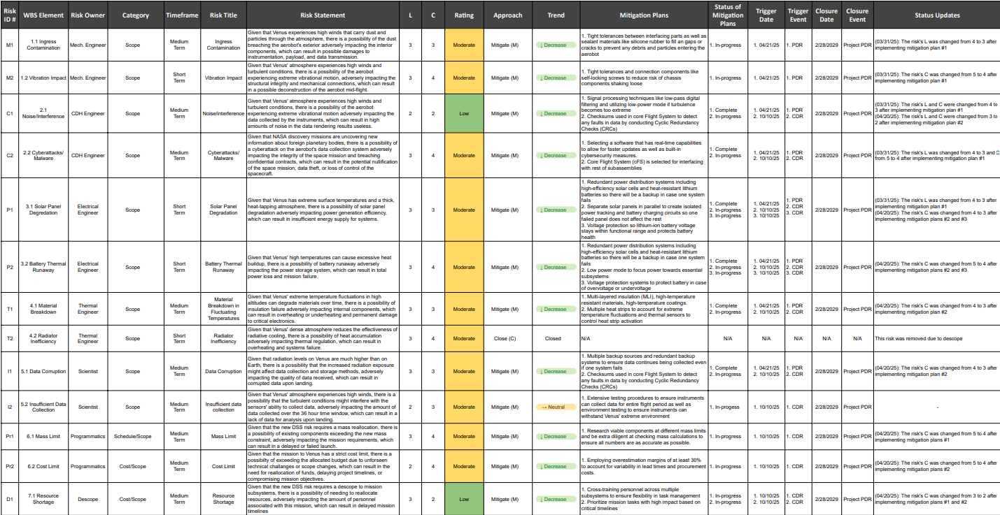 Risk ID # WBS Element Risk Owner Category Timeframe Risk Title Risk Statement L C Rating Approach Trend Mitigation Plans Status of Mitigation Plans Trigger Date Trigger Event Closure Date Closure Event Status Updates
M1
1.1 Ingress
Contamination
Mech. Engineer
Scope
Medium
Term
Ingress
Contamination
Given that Venus experiences high winds that carry dust and
particles through the atmosphere, there is a possibility of the dust
breaching the aerobot's exterior adversely impacting the interior
components, which can result in possible damages to
instrumentation, payload, and data transmission.
3
3
Moderate
Mitigate (M)
↓ Decrease
1. Tight tolerances between interfacing parts as well as
sealant materials like silicone rubber to fill an gaps or
cracks to prevent any debris and particles entering the
aerobot
1. In-progress
1. 04/21/25
1. PDR
2/28/2029
Project PDR
(03/31/25): The risk's L was changed from 4 to 3 after
implementing mitigation plan #1
M2
1.2 Vibration Impact
Mech. Engineer
Scope
Short
Term
Vibration Impact
Given that Venus' atmosphere experiences high winds and
turbulent conditions, there is a possibility of the aerobot
experiencing extreme vibrational motion, adversely impacting the
structural integrity and mechanical connections, which can result
in a possible deconstruction of the aerobot mid-flight.
3
4
Moderate
Mitigate (M)
↓ Decrease
1. Tight tolerances and connection components like
self-locking screws to reduce risk of chassis
components shaking loose
1. In-progress
1. 04/21/25
1. PDR
2/28/2029
Project PDR
(03/31/25): The risk's C was changed from 5 to 4 after
implementing mitigation plan #1
C1
2.1
Noise/Interference
CDH Engineer
Scope
Medium
Term
Noise/Interference
Given that Venus' atmosphere experiences high winds and
turbulent conditions, there is a possibility of the aerobot
experiencing extreme vibrational motion adversely impacting the
data collected by the instruments, which can result in high
amounts of noise in the data rendering results useless.
2
2
Low
Mitigate (M)
↓ Decrease
1. Signal processing techniques like low-pass digital
filtering and utilizing low-power mode if turbulence
becomes too extreme
2. Checksums used in core Flight System to detect
any faults in data by conducting Cyclic Redundancy
Checks (CRCs)
1. Complete
2. In-progress
1. 04/21/25
2. 10/10/25
1. PDR
2. CDR
2/28/2029
Project PDR
(03/31/25): The risk's L and C were changed from 4 to
3 after implementing mitigation plan #1
(04/20/25): The risk's L and C were changed from 3 to
2 after implementing mitigation plan #2
C2
2.2 Cyberattacks/
Malware
CDH Engineer
Scope
Medium
Term
Cyberattacks/
Malware
Given that NASA discovery missions are uncovering new
information about foreign planetary bodies, there is a possibility of
a cyberattack on the aerobot's data collection system adversely
impacting the integrity of the space mission and breaching
confidential contracts, which can result in the potential nullification
of the space mission, data theft, or loss of control of the
spacecraft.
3
4
Moderate
Mitigate (M)
↓ Decrease
1. Selecting a software that has real-time capabilities
to allow for faster updates as well as built-in
cybersecurity measures.
2. Core Flight System (cFS) is selected for interfacing
with rest of subassemblies
1. Complete
2. In-progress
1. 04/21/25
2. 10/10/25
1. PDR
2. CDR
2/28/2029
Project PDR
(03/31/25): The risk's L was changed from 4 to 3 and C
from 5 to 4 after implementing mitigation plan #1
P1
3.1 Solar Panel
Degredation
Electrical
Engineer
Scope
Short
Term
Solar Panel
Degradation
Given that Venus has extreme surface temperatures and a thick,
heat-tapping atmosphere, there is possibility of solar panel
degradation adversely impacting power generation efficiency,
which can result in insufficient energy supply for systems.
3
3
Moderate
Mitigate (M)
↓ Decrease
1. Redundant power distribution systems including
high-efficiency solar cells and heat-resistant lithium
batteries so there will be a backup in case one system
fails
2. Separate solar panels in parallel to create isolated
power tracking and battery charging circuits so one
failed panel does not affect the rest
3. Voltage protection so lithium-ion battery voltage
stays within functional range and protects battery
health
1. Complete
2. In-progress
3. In-progress
1. 04/21/25
2. 10/10/25
3. 10/10/25
1. PDR
2. CDR
3. CDR
2/28/2029
Project PDR
(03/31/25): The risk's L was changed from 4 to 3 after
implementing mitigation plan #1
(04/20/25): The risk's C was changed from 4 to 3 after
implementing mitigation plans #2 and #3
P2
3.2 Battery Thermal
Runaway
Electrical
Engineer
Scope
Short
Term
Battery Thermal
Runaway
Given that Venus' high temperatures can cause excessive heat
buildup, there is a possibility of battery runaway adversely
impacting the power storage system, which can result in total
power loss and mission failure.
3
4
Moderate
Mitigate (M)
↓ Decrease
1. Redundant power distribution systems including
high-efficiency solar cells and heat-resistant lithium
batteries so there will be a backup in case one system
fails
2. Low power mode to focus power towards essential
subsystems
3. Voltage protection systems to protect battery in case
of overvoltage or undervoltage
1. Complete
2. In-progress
3. In-progress
1. 04/21/25
2. 10/10/25
3. 10/10/25
1. PDR
2. CDR
3. CDR
2/28/2029
Project PDR
(04/20/25): The risk's C was changed from 5 to 4 after
implementing mitigation plans #2 and #3
T1
4.1 Material
Breakdown
Thermal
Engineer
Scope
Medium
Term
Material
Breakdown in
Fluctuating
Temperatures
Given that Venus' extreme temperature fluctuations in high
altitudes can degrade materials over time, there is a possibility of
insulation failure adversely impacting internal components, which
can result in overheating or underheating and permanent damage
to critical electronics.
3
3
Moderate
Mitigate (M)
↓ Decrease
1. Multi-layered insulation (MLI), high-temperature
resistant materials, high-temperature coatings.
2. Multiple heat strips to account for extreme
temperature fluctuations and thermal sensors to
control heat strip activation
1. Complete
2. In-progress
1. 04/21/25
2. 10/10/25
1. PDR
2. CDR
2/28/2029
Project PDR
(04/20/25): The risk's C was changed from 4 to 3 after
implementing mitigation plan #2
T2
4.2 Radiator
Inefficiency
Thermal
Engineer
Scope
Short
Term
Radiator
Inefficiency
Given that Venus' dense atmosphere reduces the effectiveness of
radiative cooling, there is a possibility of heat accumulation
adversely impacting thermal regulation, which can result in
overheating and systems failure.
3
4
Moderate
Close (C)
Closed
N/A
N/A
N/A
N/A
N/A
N/A
This risk was removed due to descope
I1
5.1 Data Corruption
Scientist
Scope
Medium
Term
Data Corruption
Given that radiation levels on Venus are much higher than on
Earth, there is a possibility that the increased radiation exposure
might affect data collection and storage methods, adversely
impacting the quality of data received, which can result in
corrupted data upon landing.
3
3
Moderate
Mitigate (M)
↓ Decrease
1. Multiple backup sources and redundant backup
systems to ensure data continues being collected even
if one system fails
2. Checksums used in core Flight System to detect
any faults in data by conducting Cyclic Redundancy
Checks (CRCs)
1. Complete
2. In-progress
1. 04/21/25
2. 10/10/25
1. PDR
2. CDR
2/28/2029
Project PDR
(04/20/25): The risk's C was changed from 4 to 3 after
implementing mitigation plan #2
I2
5.2 Insufficient Data
Collection
Scientist
Scope
Medium
Term
Insufficient data
collection
Given that Venus' atmosphere experiences high winds, there is a
possibility that the turbulent conditions might interfere with the
sensors' ability to collect data, adversely impacting the amount of
data collected over the 36 hour time window, which can result in a
lack of data for analysis upon landing.
2
3
Moderate
Mitigate (M)
→ Neutral
1. Extensive testing procedures to ensure instruments
can collect data for entire flight period as well as
environment testing to ensure instruments can
withstand Venus' extreme environment
1. In-progress
1. 10/10/25
1. CDR
2/28/2029
Project PDR
-
Pr1
6.1 Mass Limit
Programmatics
Schedule/Scope
Medium
Term
Mass Limit
Given that the new DSS risk requires a mass reallocation, there is
a possibility of existing components exceeding the new mass
constraint, adversely impacting the mission requirements, which
can result in a delayed or failed launch.
3
4
Moderate
Mitigate (M)
↓ Decrease
1. Research viable components at different mass limits
and be extra diligent at checking mass calculations to
ensure all numbers are as accurate as possible.
1. In-progress
1. 10/10/25
1. CDR
2/28/2029
Project PDR
(04/20/25): The risk's C was changed from 5 to 4 after
implementing mitigation plan #1
Pr2
6.2 Cost Limit
Programmatics
Cost/Scope
Medium
Term
Cost Limit
Given that the mission to Venus has a strict cost limit, there is a
possibility of exceeding the allocated budget due to unforseen
technical challenges or scope changes, which can result in the
need for reallocation of funds, delaying project timelines, or
compromising mission objectives.
2
4
Moderate
Mitigate (M)
↓ Decrease
1. Employing overestimation margins of at least 30%
to account for variability in lead times and procurement
costs.
1. In-progress
1. 10/10/25
1. CDR
2/28/2029
Project PDR
(04/20/25): The risk's C was changed from 5 to 4 after
implementing mitigation plan #2
D1
7.1 Resource
Shortage
Descope
Cost/Scope
Medium
Term
Resource
Shortage
Given that the new DSS risk requires a descope to mission
subsystems, there is a possibility of needing to reallocate
resources, adversely impacting the amount of personnel
associated with this mission, which can result in delayed mission
timelines
3
2
Low
Mitigate (M)
↓ Decrease
1. Cross-training personnel across multiple
subsystems to ensure flexibility in task management
2. Prioritize mission tasks with high impact based on
critical timelines
1. In-progress
2. In-progress
1. 10/10/25
2. 10/10/25
1. CDR
2. CDR
2/28/2029
Project PDR
(04/20/25): The risk's C was changed from 3 to 2 after
implementing mitigation plans #1 and #2